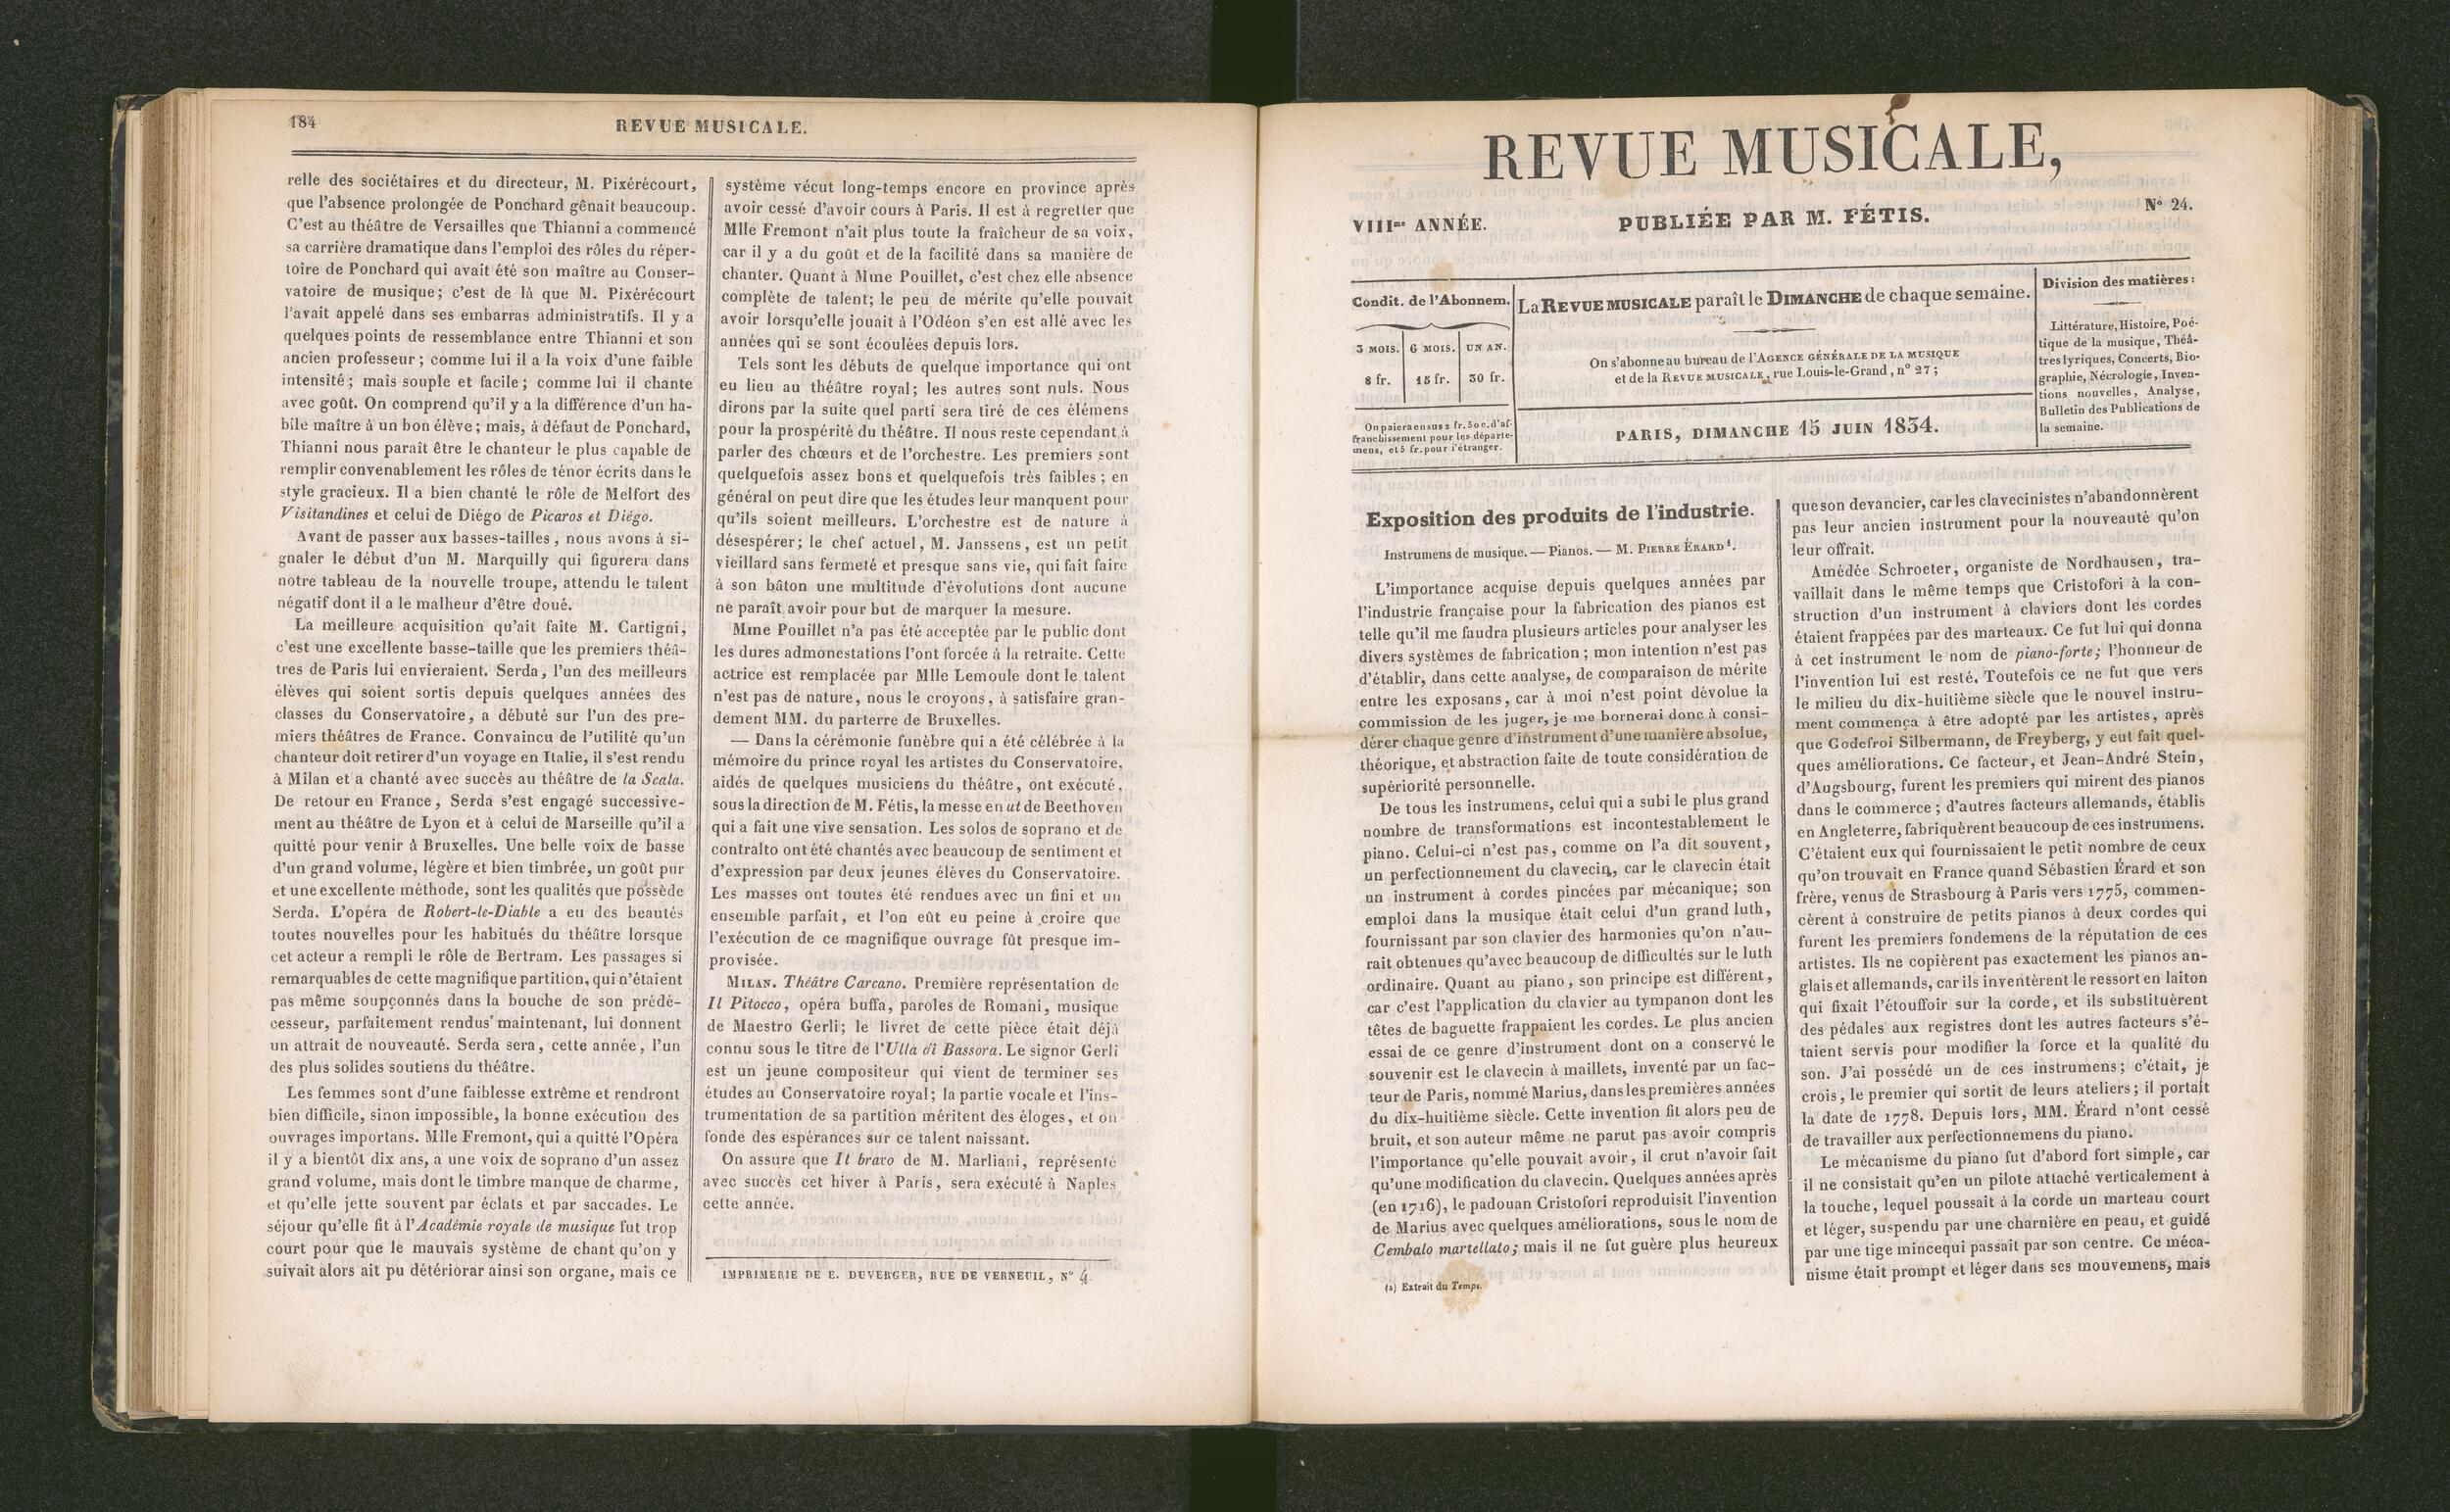 184
REVUE MUSICALE.
relle des sociétaires et du directeur, M. Pixérécourt,
que l'absence prolongée de Ponchard gênait beaucoup.
C'est au théâtre de Versailles que Thianni a commencé
sa carrière dramatique dans l'emploi des rôles du réper-
toire de Ponchard qui avait été son maître au Conser-
vatoire de musique; c'est de là que M. Pixérécourt
l'avait appelé dans ses embarras administratifs. Il y a
quelques points de ressemblance entre Thianni et son
ancien professeur; comme lui il a la voix d'une faible
intensité; mais souple et facile; comme lui il chante
avec goût. On comprend qu'il y a la différence d'un ha-
bile maître à un bon élève; mais, à défaut de Ponchard,
Thianni nous paraît être le chanteur le plus capable de
remplir convenablement les rôles de ténor écrits dans le
style gracieux. Il a bien chanté le rôle de Melfort des
Visitandines et celui de Diégo de Picaros et Diégo.
Avant de passer aux basses-tailles, nous avons à si-
gnaler le début d'un M. Marquilly qui figurera dans
notre tableau de la nouvelle troupe, attendu le talent
négatif dont il a le malheur d'être doué.
La meilleure acquisition qu'ait faite M. Cartigni,
c'est une excellente basse-taille que les premiers théâ-
tres de Paris lui envieraient. Serda, l'un des meilleurs
élèves qui soient sortis depuis quelques années des
classes du Conservatoire, a débuté sur l'un des pre-
miers théâtres de France. Convaincu de l'utilité qu'un
chanteur doit retirer d'un voyage en Italie, il s'est rendu
à Milan et a chanté avec succès au théâtre de la Scala.
De retour en France, Serda s'est engagé successive-
ment au théâtre de Lyon et à celui de Marseille qu'il a
quitté pour venir à Bruxelles. Une belle voix de basse
d'un grand volume, légère et bien timbrée, un goût pur
et une excellente méthode, sont les qualités que possède
Serda. L'opéra de Robert-le-Diable a eu des beautés
toutes nouvelles pour les habitués du théâtre lorsque
cet acteur a rempli le rôle de Bertram. Les passages si
remarquables de cette magnifique partition, qui n'étaient
pas même soupçonnés dans la bouche de son prédé-
cesseur, parfaitement rendus maintenant, lui donnent
un attrait de nouveauté. Serda sera, cette année, l'un
des plus solides soutiens du théâtre.
Les femmes sont d'une faiblesse extrême et rendront
bien difficile, sinon impossible, la bonne exécution des
ouvrages importans. Mlle Fremont, qui a quitté l'Opéra
il y a bientôt dix ans, a une voix de soprano d'un assez
grand volume, mais dont le timbre manque de charme,
et qu'elle jette souvent par éclats et par saccades. Le
séjour qu'elle fit à l'Académie royale de musique fut trop
court pour que le mauvais système de chant qu'on y
suivait alors ait pu détériorar ainsi son organe, mais ce
système vécut long-temps encore en province après
avoir cessé d'avoir cours à Paris. Il est à regretter que
Mlle Fremont n'ait plus toute la fraîcheur de sa voix,
car il y a du goût et de la facilité dans sa manière de
chanter. Quant à Mme Pouillet, c'est chez elle absence
complète de talent; le peu de mérite qu'elle pouvait
avoir lorsqu'elle jouait à l'Odéon s'en est allé avec les
années qui se sont écoulées depuis lors.
Tels sont les débuts de quelque importance qui ont
eu lieu au théâtre royal; les autres sont nuls. Nous
dirons par la suite quel parti sera tiré de ces élémens
pour la prospérité du théâtre. Il nous reste cependant à
parler des chœurs et de l'orchestre. Les premiers sont
quelquefois assez bons et quelquefois très faibles; en
général on peut dire que les études leur manquent pour
qu'ils soient meilleurs. L'orchestre est de nature à
désespérer; le chef actuel, M. Janssens, est un petit
vieillard sans fermeté et presque sans vie, qui fait faire
à son bâton une multitude d'évolutions dont aucune
ne paraît avoir pour but de marquer la mesure.
Mme Pouillet n'a pas été acceptée par le public dont
les dures admonestations l'ont forcée à la retraite. Cette
actrice est remplacée par Mlle Lemoule dont le talent
n'est pas de nature, nous le croyons, à satisfaire gran-
dement MM. du parterre de Bruxelles.
— Dans la cérémonie funèbre qui a été célébrée à la
mémoire du prince royal les artistes du Conservatoire,
aidés de quelques musiciens du théâtre, ont exécuté,
sous la direction de M. Fétis, la messe en ut de Beethoven
qui a fait une vive sensation. Les solos de soprano et de
contralto ont été chantés avec beaucoup de sentiment et
d'expression par deux jeunes élèves du Conservatoire.
Les masses ont toutes été rendues avec un fini et un
ensemble parfait, et l'on eût eu peine à croire que
l'exécution de ce magnifique ouvrage fût presque im-
provisée.
MILAN. Théâtre Carcano. Première représentation de
Il Pitocco, opéra buffa, paroles de Romani, musique
de Maestro Gerli; le livret de cette pièce était déjà
connu sous le titre de l'Ulla di Bassora. Le signor Gerli
est un jeune compositeur qui vient de terminer ses
études au Conservatoire royal; la partie vocale et l'ins-
trumentation de sa partition méritent des éloges, et on
fonde des espérances sur ce talent naissant.
On assure que Il bravo de M. Marliani, représenté
avec succès cet hiver à Paris, sera exécuté à Naples
cette année.
IMPRIMERIE DE E. DUVERGER, RUE DE VERNEUIL, N° 4
REVUE MUSICALE,
VIIIme ANNÉE.
PUBLIÉE PAR M. FÉTIS.
N° 24.
Condit. de l'Abonnem.
3 MOIS. 6 MOIS. UN AN.
8 fr. 15 fr. 30 fr.
On paiera en sus 2 fr. 50 c. d'af-
franchissement pour les départe-
mens, et 5 fr. pour l'étranger.
La REVUE MUSICALE paraît le DIMANCHE de chaque semaine.
On s'abonne au bureau de l'AGENCE GÉNÉRALE DE LA MUSIQUE
et de la REVUE MUSICALE, rue Louis-le-Grand, n° 27;
PARIS, DIMANCHE 15 JUIN 1834.
Division des matières:
Littérature, Histoire, Poé-
tique de la musique, Théâ-
tres lyriques, Concerts, Bio-
graphie, Nécrologie, Inven-
tions nouvelles, Analyse,
Bulletin des Publications de
la semaine.
Exposition des produits de l'industrie.
Instrumens de musique. — Pianos. — M. PIERRE ÉRARD 1.
L'importance acquise depuis quelques années par
l'industrie française pour la fabrication des pianos est
telle qu'il me faudra plusieurs articles pour analyser les
divers systèmes de fabrication; mon intention n'est pas
d'établir, dans cette analyse, de comparaison de mérite
entre les exposans, car à moi n'est point dévolue la
commission de les juger, je me bornerai donc à consi-
dérer chaque genre d'instrument d'une manière absolue,
théorique, et abstraction faite de toute considération de
supériorité personnelle.
De tous les instrumens, celui qui a subi le plus grand
nombre de transformations est incontestablement le
piano. Celui-ci n'est pas, comme on l'a dit souvent,
un perfectionnement du clavecin, car le clavecin était
un instrument à cordes pincées par mécanique; son
emploi dans la musique était celui d'un grand luth,
fournissant par son clavier des harmonies qu'on n'au-
rait obtenues qu'avec beaucoup de difficultés sur le luth
ordinaire. Quant au piano, son principe est différent,
car c'est l'application du clavier au tympanon dont les
têtes de baguette frappaient les cordes. Le plus ancien
essai de ce genre d'instrument dont on a conservé le
souvenir est le clavecin à maillets, inventé par un fac-
teur de Paris, nommé Marius, dans les premières années
du dix-huitième siècle. Cette invention fit alors peu de
bruit, et son auteur même ne parut pas avoir compris
l'importance qu'elle pouvait avoir, il crut n'avoir fait
qu'une modification du clavecin. Quelques années après
(en 1716), le padouan Cristofori reproduisit l'invention
de Marius avec quelques améliorations, sous le nom de
Cembalo martellato; mais il ne fut guère plus heureux
(1) Extrait du Temps.
que son devancier, car les clavecinistes n'abandonnèrent
pas leur ancien instrument pour la nouveauté qu'on
leur offrait.
Amédée Schroeter, organiste de Nordhausen, tra-
vaillait dans le même temps que Cristofori à la con-
struction d'un instrument à claviers dont les cordes
étaient frappées par des marteaux. Ce fut lui qui donna
à cet instrument le nom de piano-forte; l'honneur de
l'invention lui est resté. Toutefois ce ne fut que vers
le milieu du dix-huitième siècle que le nouvel instru-
ment commença à être adopté par les artistes, après
que Godefroi Silbermann, de Freyberg, y eut fait quel-
ques améliorations. Ce facteur, et Jean-André Stein,
d'Augsbourg, furent les premiers qui mirent des pianos
dans le commerce; d'autres facteurs allemands, établis
en Angleterre, fabriquèrent beaucoup de ces instrumens.
C'étaient eux qui fournissaient le petit nombre de ceux
qu'on trouvait en France quand Sébastien Érard et son
frère, venus de Strasbourg à Paris vers 1775, commen-
cèrent à construire de petits pianos à deux cordes qui
furent les premiers fondemens de la réputation de ces
artistes. Ils ne copièrent pas exactement les pianos an-
glais et allemands, car ils inventèrent le ressort en laiton
qui fixait l'étouffoir sur la corde, et ils substituèrent
des pédales aux registres dont les autres facteurs s'é-
taient servis pour modifier la force et la qualité du
son. J'ai possédé un de ces instrumens; c'était, je
crois, le premier qui sortit de leurs ateliers; il portait
la date de 1778. Depuis lors, MM. Érard n'ont cessé
de travailler aux perfectionnemens du piano.
Le mécanisme du piano fut d'abord fort simple, car
il ne consistait qu'en un pilote attaché verticalement à
la touche, lequel poussait à la corde un marteau court
et léger, suspendu par une charnière en peau, et guidé
par une tige mincequi passait par son centre. Ce méca-
nisme était prompt et léger dans ses mouvemens, mais